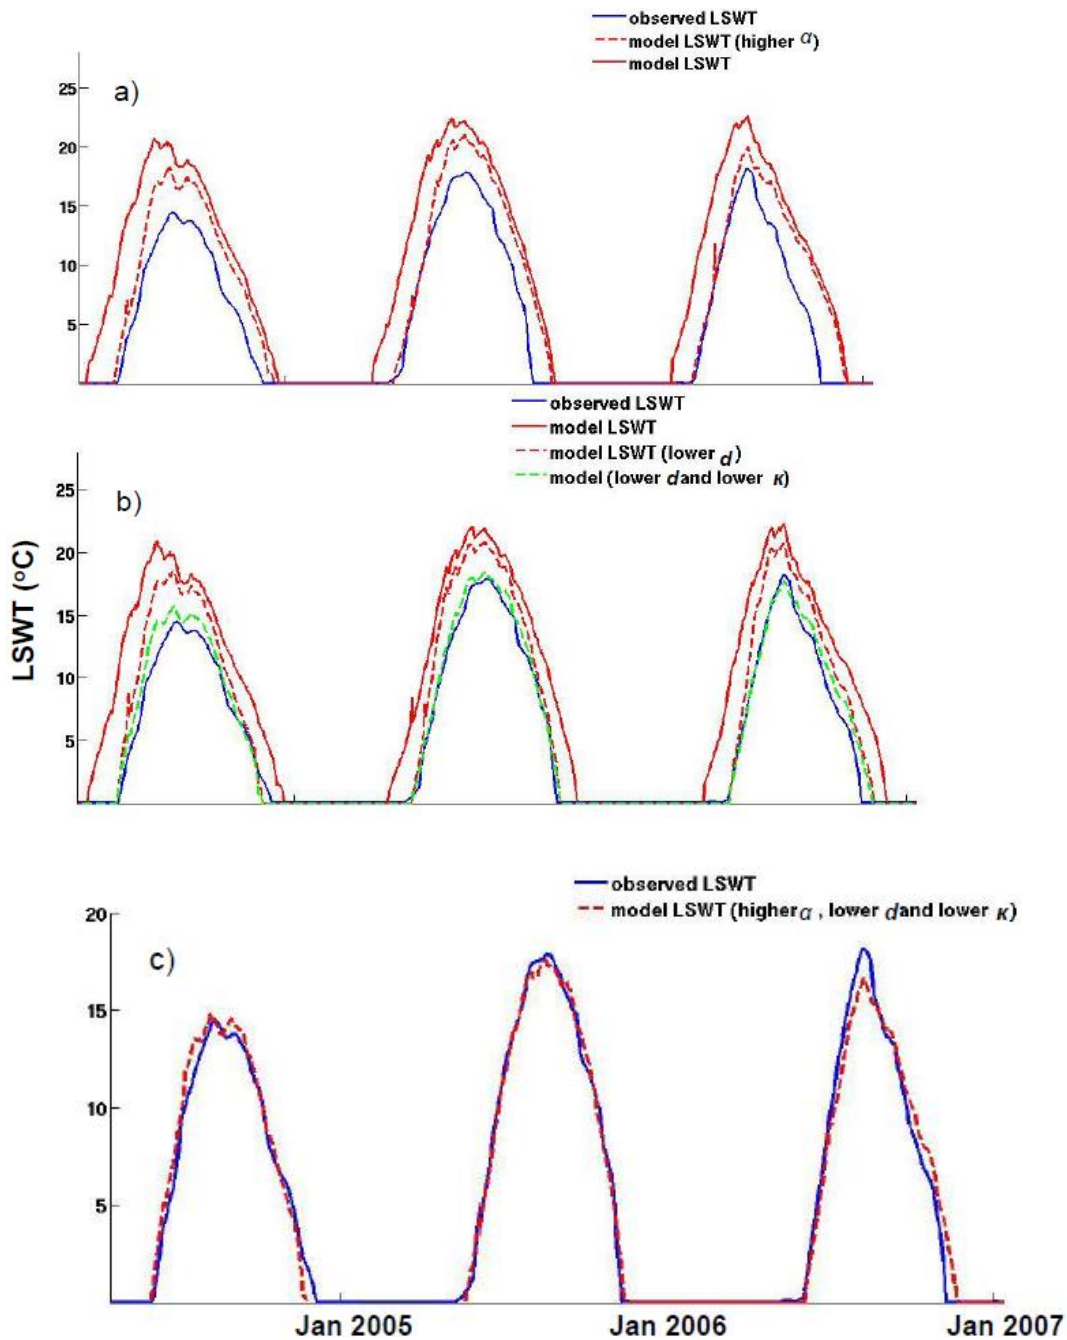 observed LSWT
model LSWT (higher α)
model LSWT
a)
25
20
15
10
5
observed LSWT
model LSWT
model LSWT (lower d)
model (lower dand lower κ)
b)
25
20
15
10
5
LSWT (°C)
observed LSWT
model LSWT (higher α , lower dand lower κ)
c)
20
15
10
5
Jan 2005 Jan 2006 Jan 2007